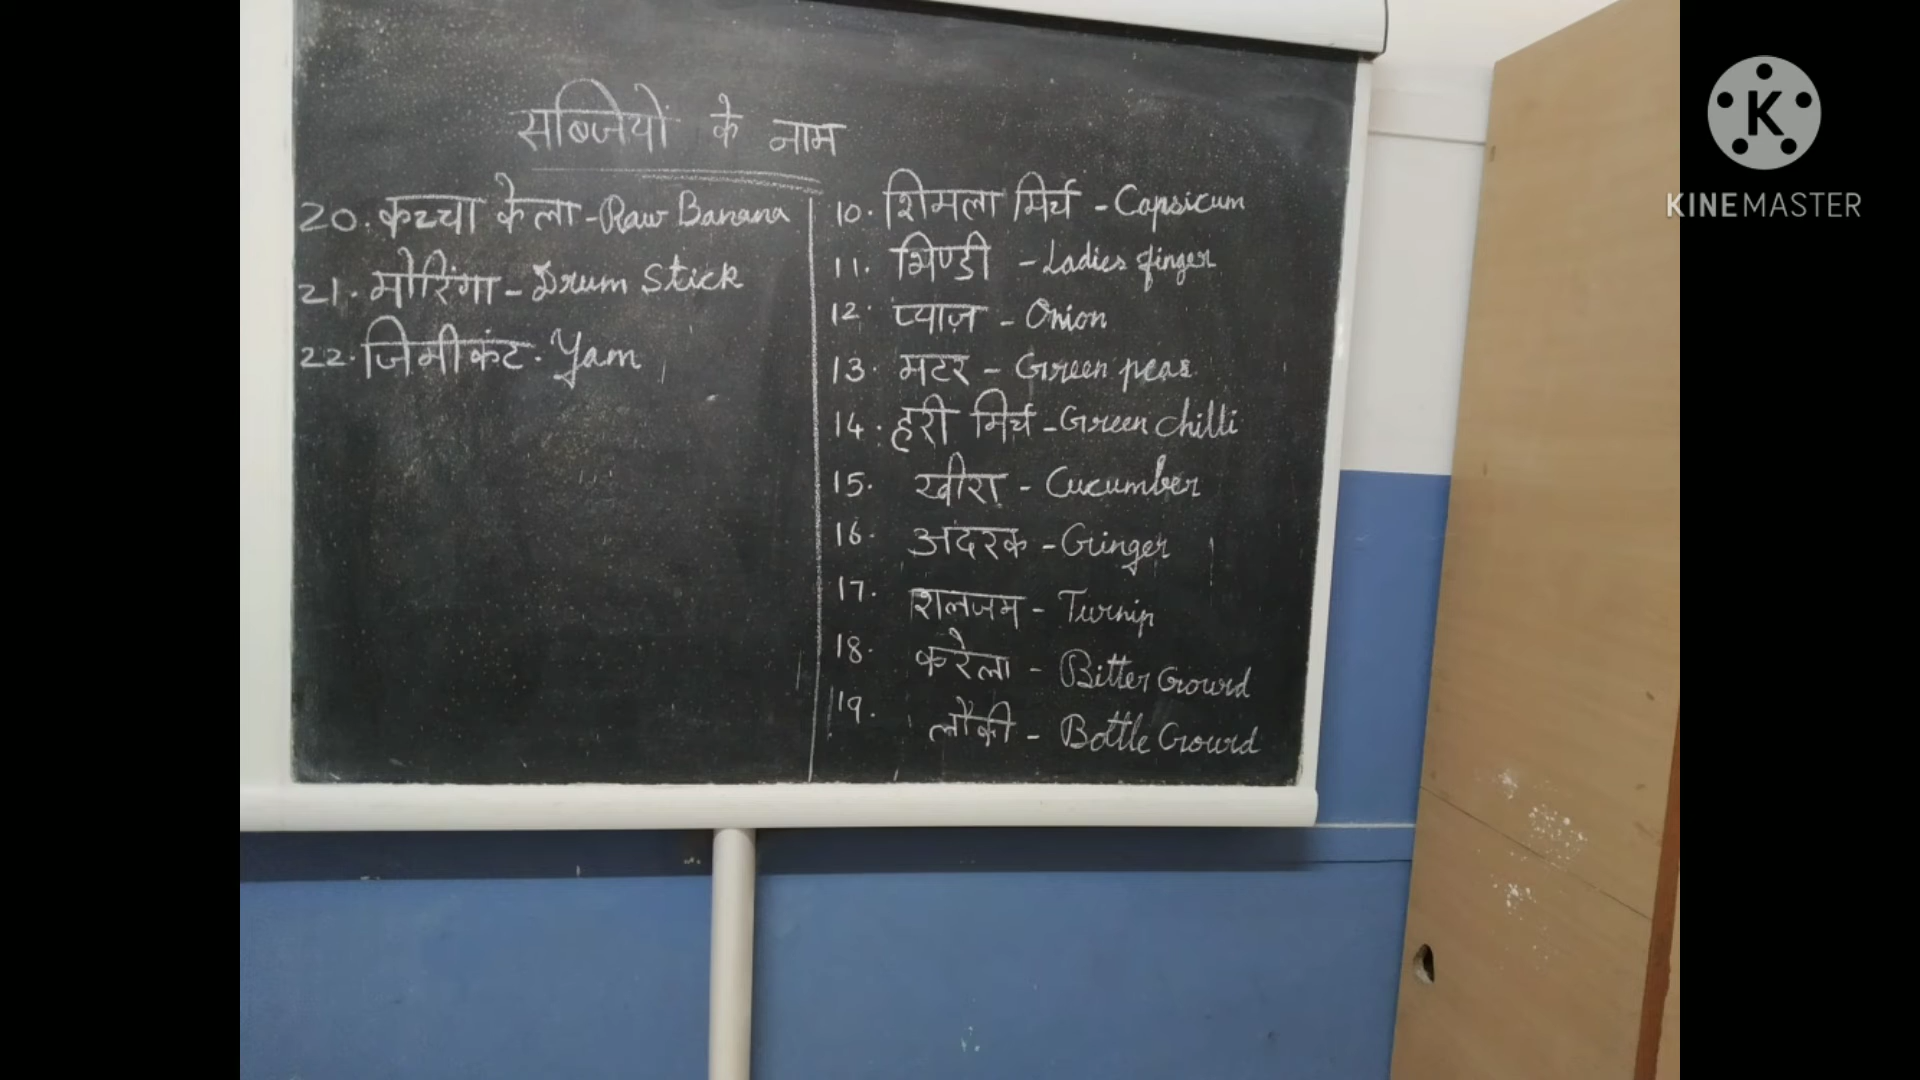 सब्जियों के नाम
20. कच्चा केला - Raw Banana
21. मोरिंगा - Drum Stick
22. जिमीकंट - Yam
10. शिमला मिर्च - Capsicum
11. भिण्डी - Ladies finger
12. प्याज़ - Onion
13. मटर - Green peas
14. हरी मिर्च - Green chilli
15. खीरा - Cucumber
16. अदरक - Ginger
17. शलजम - Turnip
18. करेला - Bitter Gourd
19. लौकी - Bottle Gourd
K
KINEMASTER